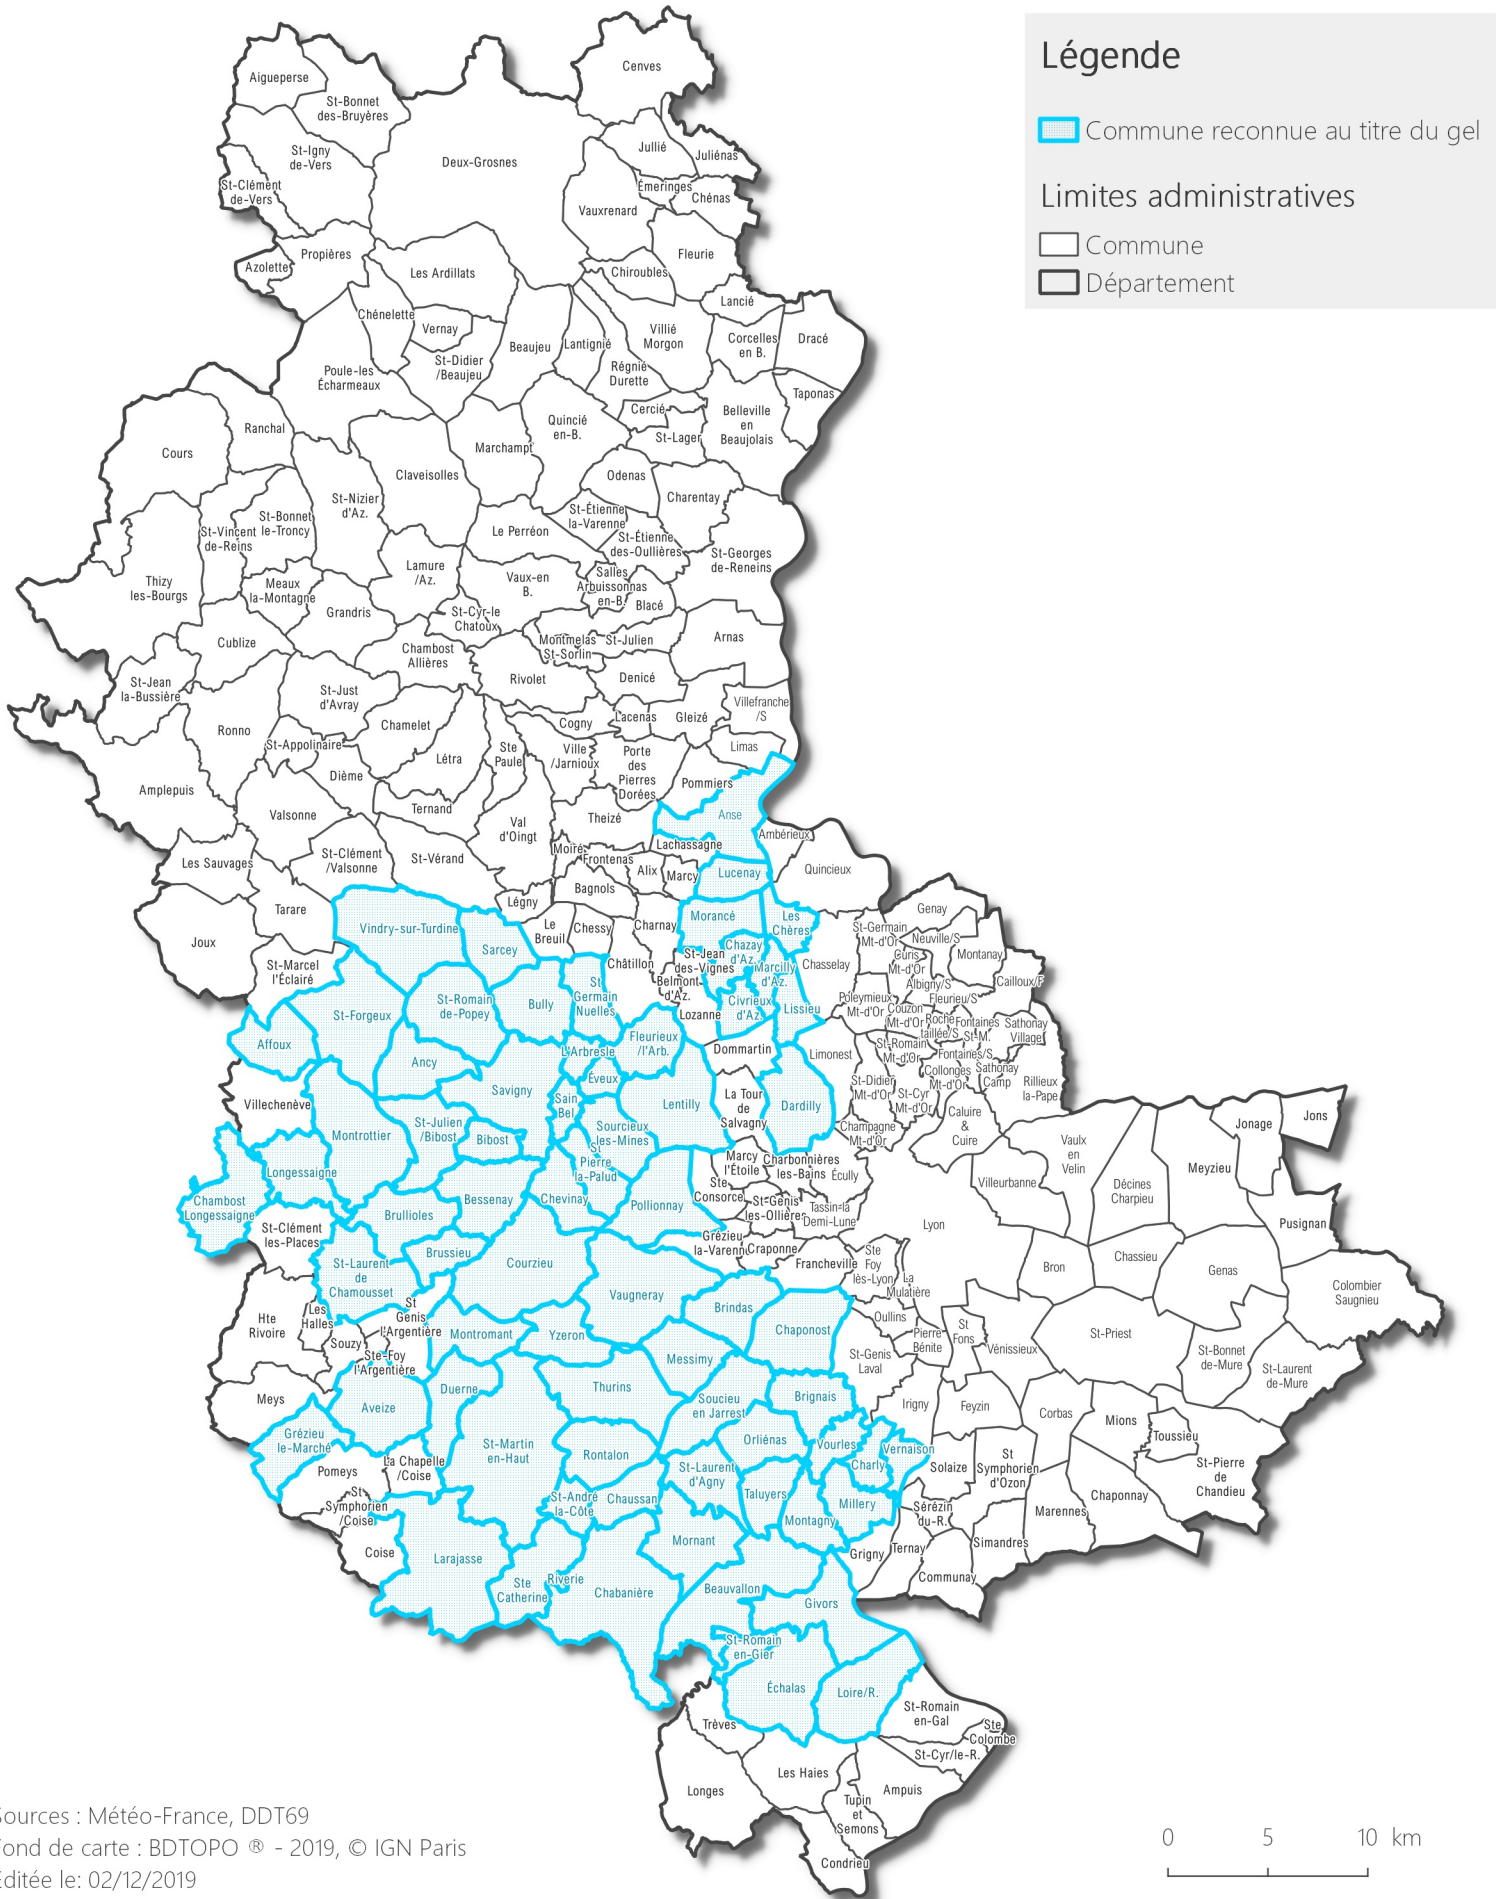 Légende
Commune reconnue au titre du gel
Limites administratives
Commune
Département
Cenves
Aigueperse
St-Bonnet
des-Bruyères
St-Igny
de-Vers
Deux-Grosnes
Jullié
Juliénas
St-Clément
de-Vers
Émeringes
Chénas
Vauxrenard
Propières
Azolette
Les Ardillats
Fleurie
Chiroubles
Lancié
Chénelette
Vernay
Beaujeu
Lantignié
Villié
Morgon
Corcelles
en B.
Dracé
St-Didier
/Beaujeu
Poule-les
Écharmeaux
Régnié
Durette
Taponas
Cercié
Belleville
en
Beaujolais
Ranchal
Quincié
en-B.
St-Lager
Cours
Marchampt
Claveisolles
Odenas
Charentay
St-Nizier
d'Az.
St-Bonnet
le-Troncy
St-Vincent
de-Reins
Le Perréon
St-Étienne
la-Varenne
St-Étienne
des-Oullières
St-Georges
de-Reneins
Thizy
les-Bourgs
Meaux
la-Montagne
Lamure
/Az.
Vaux-en
B.
Salles
Arbuissonnas
en-B.
Blacé
Grandris
St-Cyr-le
Chatoux
Cublize
Chambost
Allières
Montmelas
St-Sorlin
St-Julien
Arnas
St-Jean
la-Bussière
St-Just
d'Avray
Rivolet
Denicé
Ronno
Chamelet
Cogny
Lacenas
Gleizé
Villefranche
/S
St-Appolinaire
Létra
Ste
Paule
Ville
/Jarnioux
Porte
des
Pierres
Dorées
Limas
Dième
Pommiers
Amplepuis
Valsonne
Ternand
Val
d'Oingt
Theizé
Anse
Ambérieux
Les Sauvages
St-Clément
/Valsonne
St-Vérand
Moiré
Frontenas
Lachassagne
Quincieux
Alix
Marcy
Lucenay
Bagnols
Légny
Tarare
Joux
Vindry-sur-Turdine
Sarcey
Le
Breuil
Chessy
Charnay
Morancé
Les
Chères
Genay
St-Germain
Mt-d'Or
Neuville/S
Curis
Mt-d'Or
Montanay
St-Marcel
l'Éclairé
Châtillon
St-Jean
des-Vignes
Chazay
d'Az.
Marcilly
d'Az.
Chasselay
Albigny/S
Cailloux/F
Fleurieu/S
St-Forgeux
St-Romain
de-Popey
Bully
St
Germain
Nuelles
Belmont
d'Az.
Civrieux
d'Az.
Lissieu
Poleymieux
Mt-d'Or
Couzon
Mt-d'Or
Roche
taillée/S
Fontaines
St-M.
Sathonay
Village
Lozanne
Affoux
Ancy
L'Arbresle
Fleurieux
/l'Arb.
Dommartin
Limonest
St-Romain
Mt-d'Or
Fontaines/S
Collonges
Mt-d'Or
Sathonay
Camp
Rillieux
la-Pape
Éveux
Savigny
Villechenève
Sain
Bel
Lentilly
La Tour
de
Salvagny
Dardilly
St-Didier
Mt-d'Or
St-Cyr
Mt-d'Or
Caluire
&
Cuire
Champagne
Mt-d'Or
Montrottier
St-Julien
/Bibost
Bibost
Sourcieux
les-Mines
St
Pierre
la-Palud
Jons
Jonage
Vaulx
en
Velin
Meyzieu
Longessaigne
Marcy
l'Étoile
Charbonnières
les-Bains
Écully
Villeurbanne
Décines
Charpieu
Chambost
Longessaigne
Bessenay
Chevinay
Pollionnay
Ste
Consorce
St-Genis
les-Ollières
Tassin-la
Demi-Lune
Lyon
Brullioles
St-Clément
les-Places
Pusignan
Brussieu
Courzieu
Grézieu
la-Varenne
Craponne
Francheville
Ste
Foy
lès-Lyon
La
Mulatière
Bron
Chassieu
Genas
St-Laurent
de
Chamousset
Vaugneray
Colombier
Saugnieu
Hte
Rivoire
Les
Halles
St
Genis
l'Argentière
Montromant
Yzeron
Brindas
Chaponost
Oullins
Pierre
Bénite
St
Fons
Vénissieux
St-Priest
Souzy
Ste-Foy
l'Argentière
Messimy
St-Genis
Laval
St-Bonnet
de-Mure
St-Laurent
de-Mure
Meys
Aveize
Duerne
Thurins
Soucieu
en Jarrest
Brignais
Irigny
Feyzin
Corbas
Mions
Toussieu
Grézieu
le-Marché
St-Martin
en-Haut
Rontalon
Orliénas
Vourles
Charly
Vernaison
Solaize
St
Symphorien
d'Ozon
St-Pierre
de
Chandieu
Pomeys
La Chapelle
/Coise
St-Laurent
d'Agny
Taluyers
Millery
Montagny
Chaponnay
Marennes
St
Symphorien
/Coise
St-André
la-Côte
Chaussan
Sérézin
du-R.
Simandres
Mornant
Coise
Larajasse
Grigny
Ternay
Communay
Ste
Catherine
Riverie
Chabanière
Beauvallon
Givors
St-Romain
en-Gier
Échalas
Loire/R.
St-Romain
en-Gal
Ste
Colombe
Trèves
St-Cyr/le-R.
Les Haies
Longes
Ampuis
Tupin
et
Semons
Condrieu
Sources : Météo-France, DDT69
Fond de carte : BDTOPO ® - 2019, © IGN Paris
Editée le: 02/12/2019
0 5 10 km